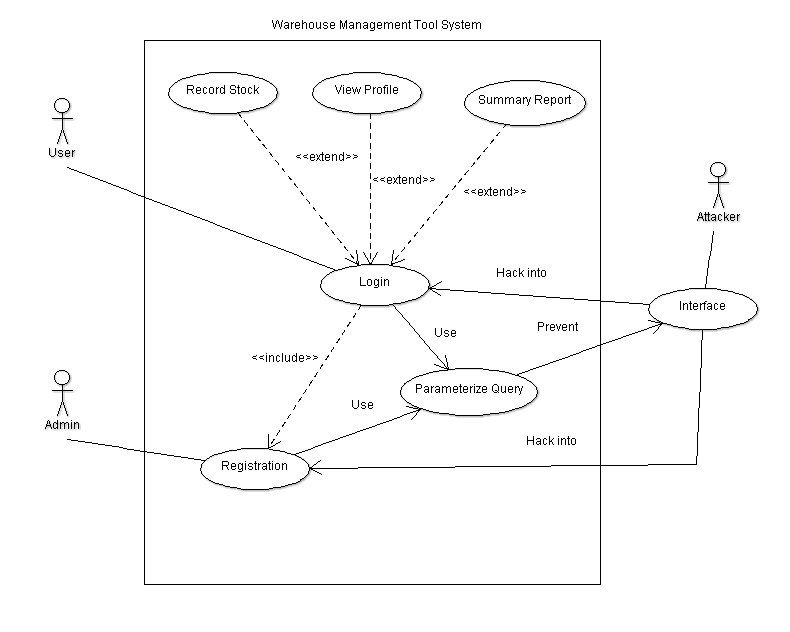 Warehouse Management Tool System
Record Stock
View Profile
Summary Report
User
<<extend>>
<<extend>>
<<extend>>
Attacker
Login
Hack into
Interface
Use
Prevent
<<include>>
Parameterize Query
Use
Admin
Hack into
Registration